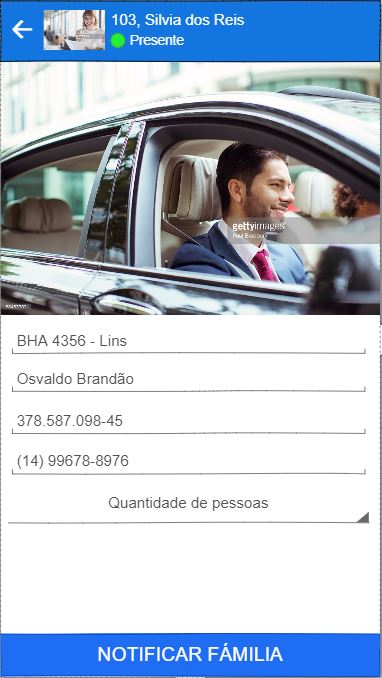 103, Silvia dos Reis
Presente
gettyimages
Paul Bradbury
BHA 4356 - Lins
Osvaldo Brandão
378.587.098-45
(14) 99678-8976
Quantidade de pessoas
NOTIFICAR FÁMILIA